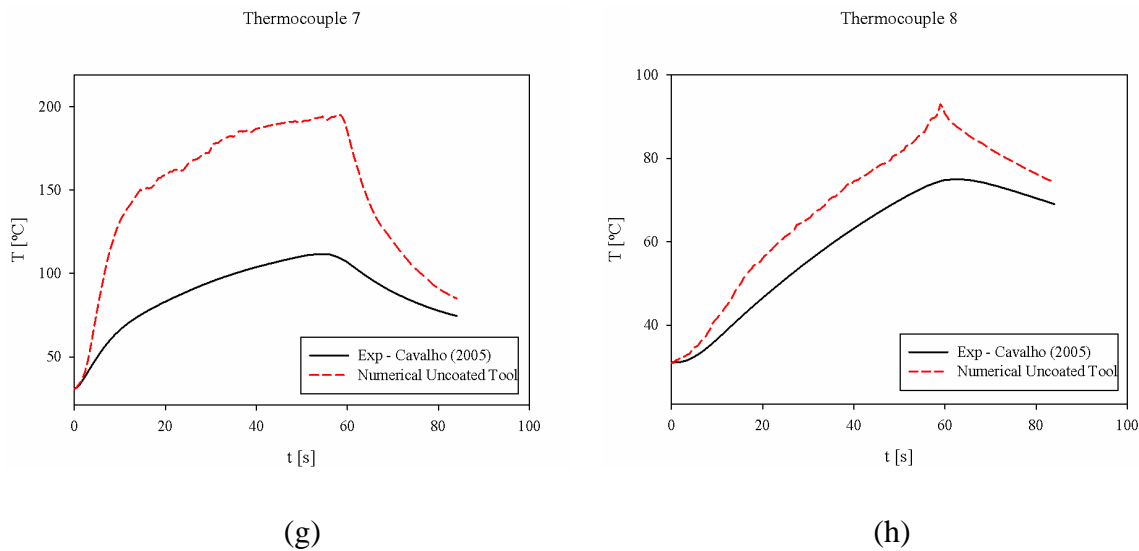 Thermocouple 7
T [ºC]
200
150
100
50
0
20
40
60
80
100
t [s]
Exp - Cavalho (2005)
Numerical Uncoated Tool
(g)
Thermocouple 8
T [ºC]
100
80
60
40
0
20
40
60
80
100
t [s]
Exp - Cavalho (2005)
Numerical Uncoated Tool
(h)